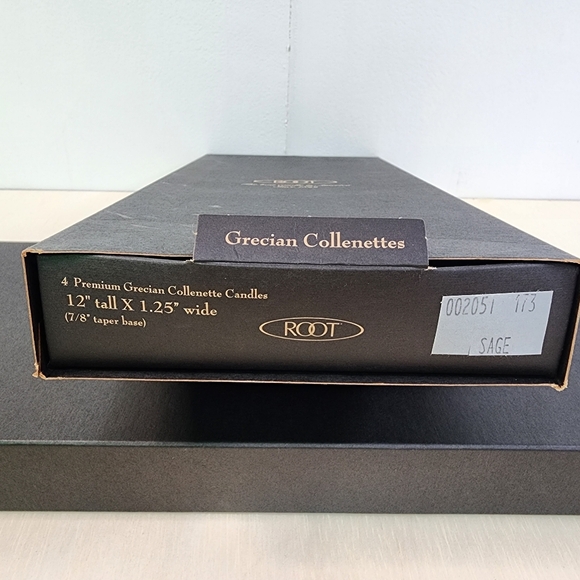 ROOT
Grecian Collenettes
4 Premium Grecian Collenette Candles
12" tall X 1.25" wide
(7/8" taper base)
ROOT
002051 173
SAGE